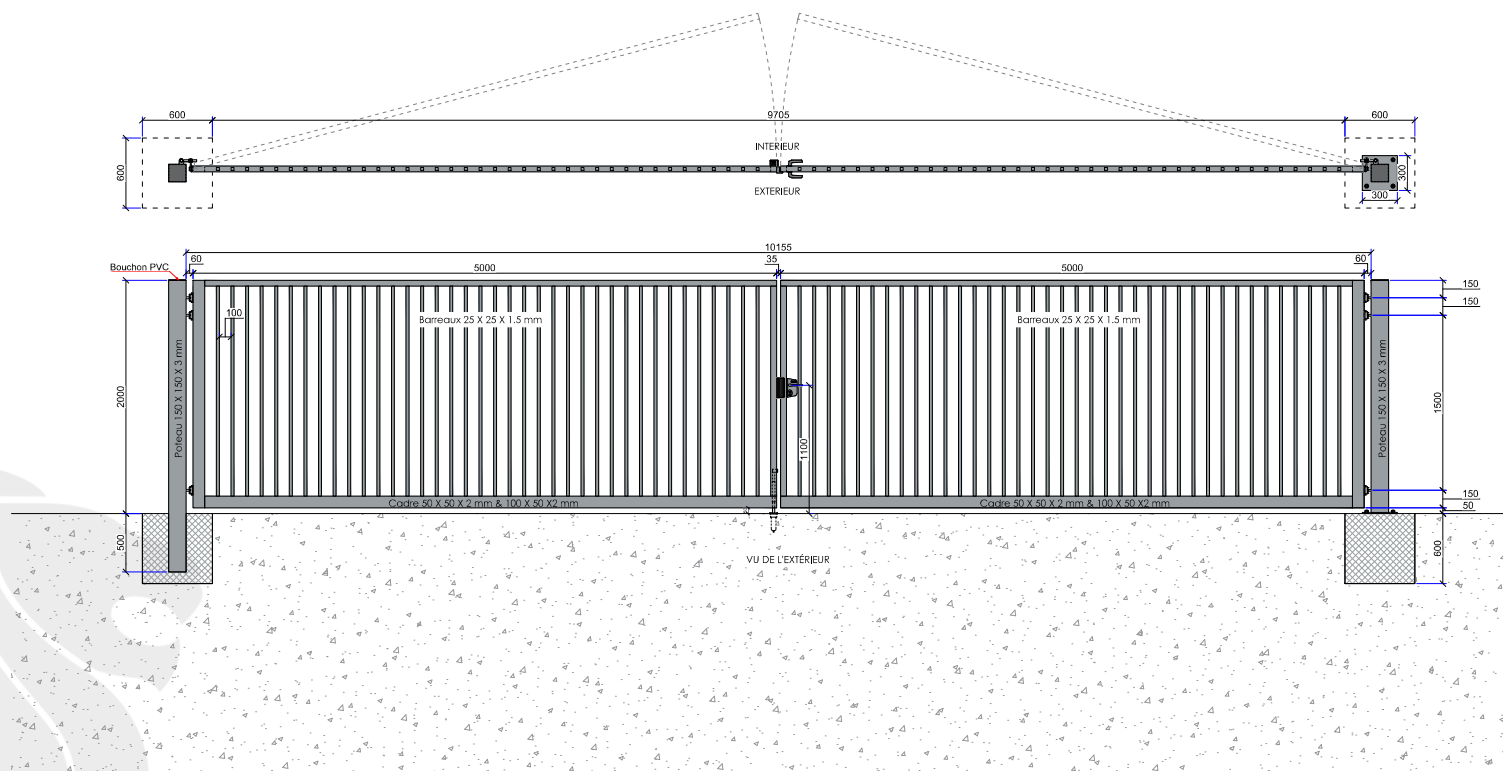 600
9705
600
INTERIEUR
600
EXTERIEUR
300
300
10155
Bouchon PVC
60
5000
35
5000
60
150
150
100
Barreaux 25 X 25 X 1.5 mm
Barreaux 25 X 25 X 1.5 mm
2000
Poteau 150 X 150 X 3 mm
Poteau 150 X 150 X 3 mm
1500
1100
Cadre 50 X 50 X 2 mm & 100 X 50 X2 mm
Cadre 50 X 50 X 2 mm & 100 X 50 X2 mm
150
50
500
VU DE L'EXTÉRIEUR
600